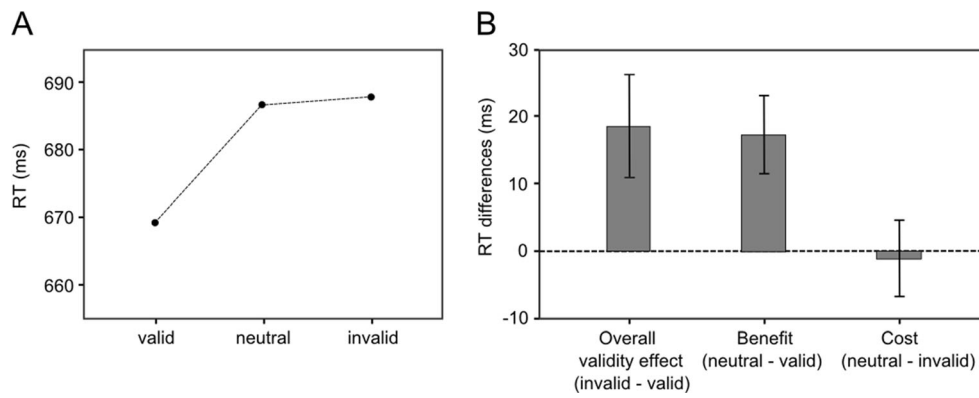 A
RT (ms)
690
680
670
660
valid neutral invalid
B
RT differences (ms)
30
20
10
0
-10
Overall
validity effect
(invalid - valid)
Benefit
(neutral - valid)
Cost
(neutral - invalid)